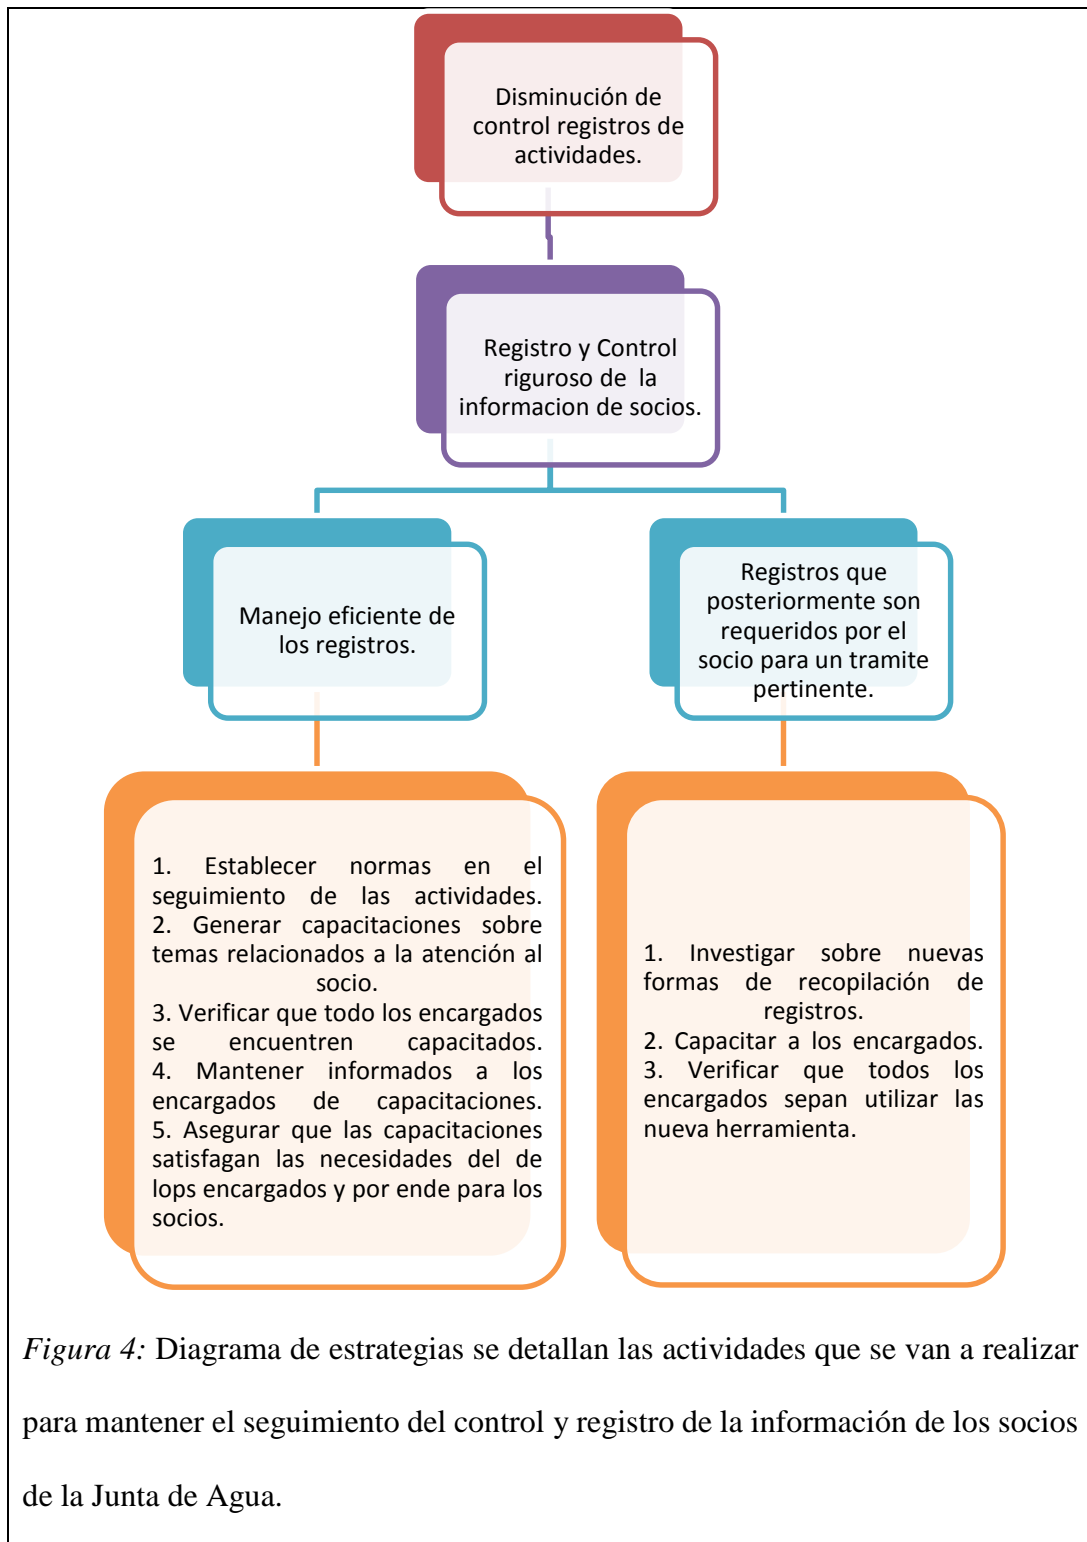 Disminución de
control registros de
actividades.
Registro y Control
riguroso de la
informacion de socios.
Manejo eficiente de
los registros.
Registros que
posteriormente son
requeridos por el
socio para un tramite
pertinente.
1. Establecer normas en el
seguimiento de las actividades.
2. Generar capacitaciones sobre
temas relacionados a la atención al
socio.
3. Verificar que todo los encargados
se encuentren capacitados.
4. Mantener informados a los
encargados de capacitaciones.
5. Asegurar que las capacitaciones
satisfagan las necesidades del de
lops encargados y por ende para los
socios.
1. Investigar sobre nuevas
formas de recopilación de
registros.
2. Capacitar a los encargados.
3. Verificar que todos los
encargados sepan utilizar las
nueva herramienta.
Figura 4: Diagrama de estrategias se detallan las actividades que se van a realizar
para mantener el seguimiento del control y registro de la información de los socios
de la Junta de Agua.